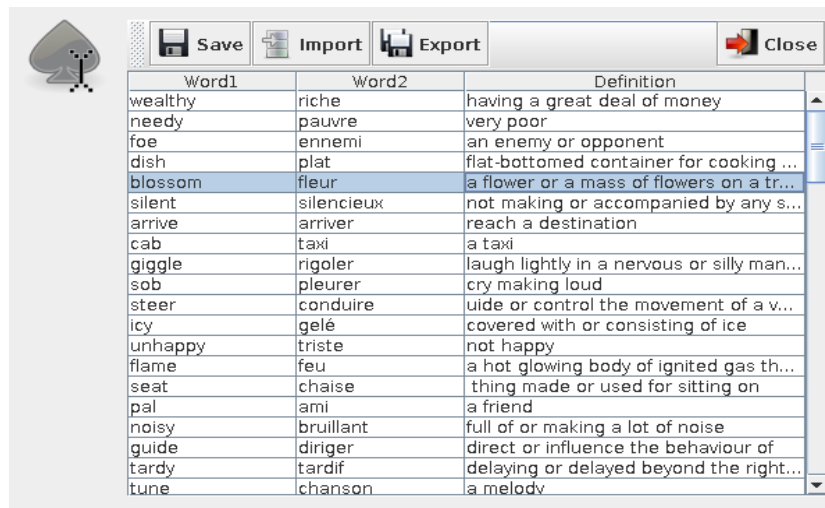 Save Import Export Close
Word1 Word2 Definition
wealthy riche having a great deal of money
needy pauvre very poor
foe ennemi an enemy or opponent
dish plat flat-bottomed container for cooking ...
blossom fleur a flower or a mass of flowers on a tr...
silent silencieux not making or accompanied by any s...
arrive arriver reach a destination
cab taxi a taxi
giggle rigoler laugh lightly in a nervous or silly man...
sob pleurer cry making loud
steer conduire uide or control the movement of a v...
icy gelé covered with or consisting of ice
unhappy triste not happy
flame feu a hot glowing body of ignited gas th...
seat chaise thing made or used for sitting on
pal ami a friend
noisy bruillant full of or making a lot of noise
guide diriger direct or influence the behaviour of
tardy tardif delaying or delayed beyond the right...
tune chanson a melody